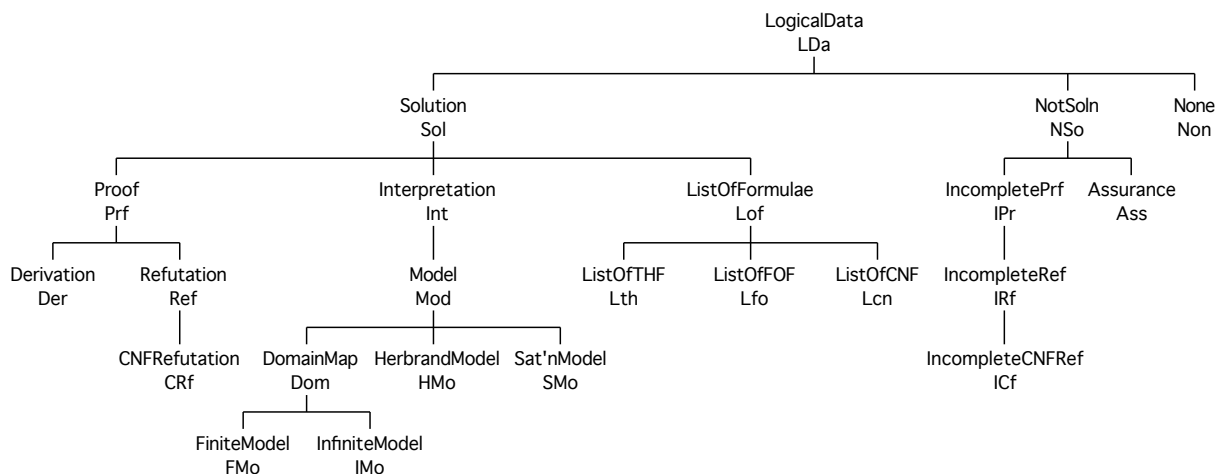 LogicalData
LDa
Solution
Sol
NotSoln
NSo
None
Non
Proof
Prf
Interpretation
Int
ListOfFormulae
Lof
IncompletePrf
IPr
Assurance
Ass
Derivation
Der
Refutation
Ref
Model
Mod
ListOfTHF
Lth
ListOfFOF
Lfo
ListOfCNF
Lcn
IncompleteRef
IRf
CNFRefutation
CRf
DomainMap
Dom
HerbrandModel
HMo
Sat'nModel
SMo
IncompleteCNFRef
ICf
FiniteModel
FMo
InfiniteModel
IMo